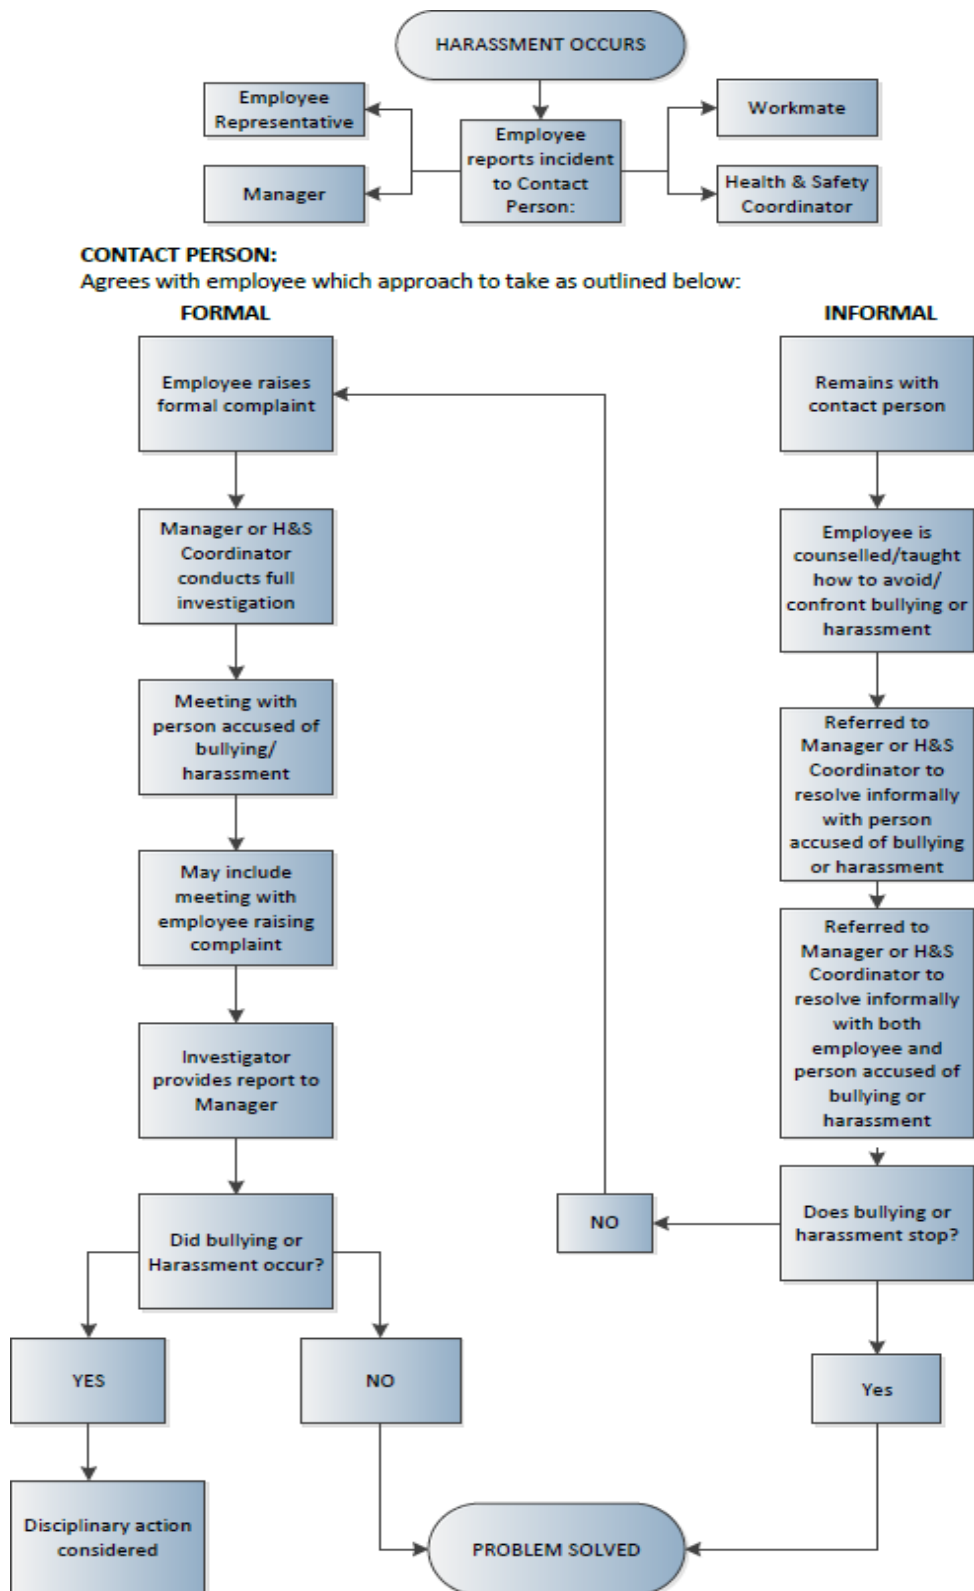 HARASSMENT OCCURS
Employee
Representative
Workmate
Employee
reports incident
to Contact
Person:
Manager
Health & Safety
Coordinator
CONTACT PERSON:
Agrees with employee which approach to take as outlined below:
FORMAL
INFORMAL
Employee raises
formal complaint
Manager or H&S
Coordinator
conducts full
investigation
Meeting with
person accused of
bullying/
harassment
May include
meeting with
employee raising
complaint
Investigator
provides report to
Manager
Did bullying or
Harassment occur?
YES
NO
Disciplinary action
considered
Remains with
contact person
Employee is
counselled/taught
how to avoid/
confront bullying or
harassment
Referred to
Manager or H&S
Coordinator to
resolve informally
with person
accused of bullying
or harassment
Referred to
Manager or H&S
Coordinator to
resolve informally
with both
employee and
person accused of
bullying or
harassment
Does bullying or
harassment stop?
NO
Yes
PROBLEM SOLVED